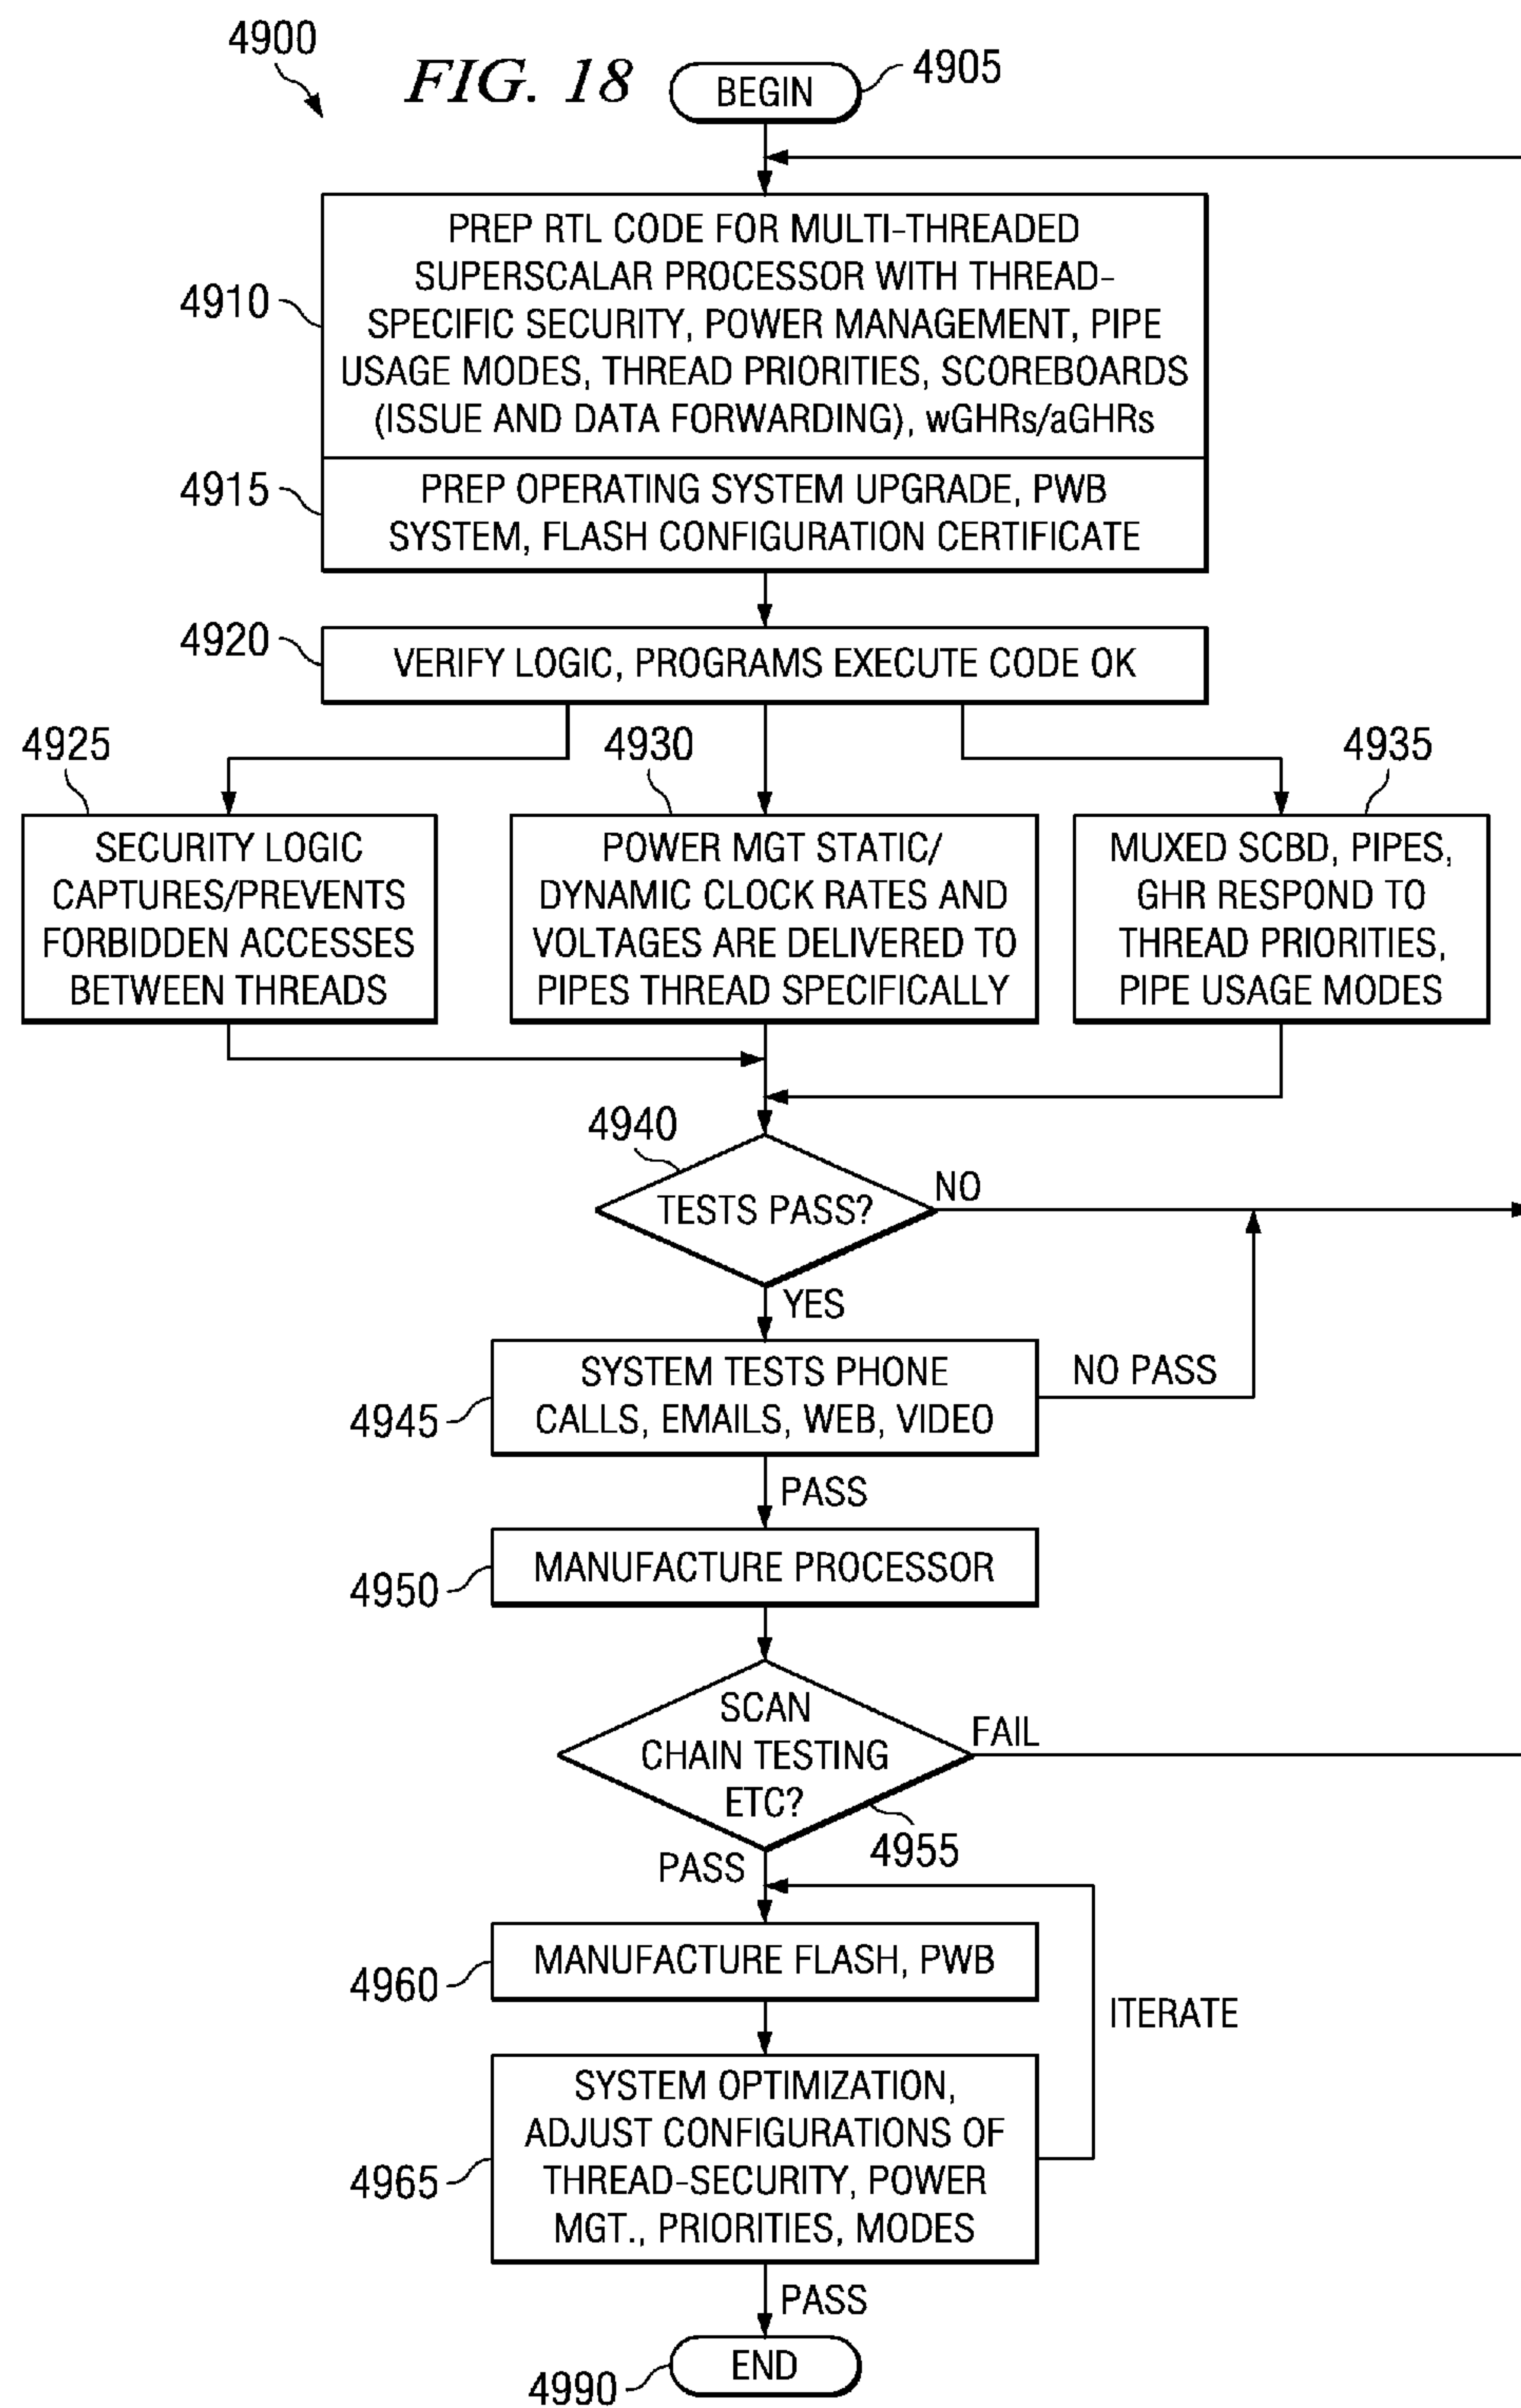 4900
FIG. 18
BEGIN
4905
4910
PREP RTL CODE FOR MULTI-THREADED
SUPERSCALAR PROCESSOR WITH THREAD-
SPECIFIC SECURITY, POWER MANAGEMENT, PIPE
USAGE MODES, THREAD PRIORITIES, SCOREBOARDS
(ISSUE AND DATA FORWARDING), wGHRs/aGHRs
4915
PREP OPERATING SYSTEM UPGRADE, PWB
SYSTEM, FLASH CONFIGURATION CERTIFICATE
4920
VERIFY LOGIC, PROGRAMS EXECUTE CODE OK
4925
SECURITY LOGIC
CAPTURES/PREVENTS
FORBIDDEN ACCESSES
BETWEEN THREADS
4930
POWER MGT STATIC/
DYNAMIC CLOCK RATES AND
VOLTAGES ARE DELIVERED TO
PIPES THREAD SPECIFICALLY
4935
MUXED SCBD, PIPES,
GHR RESPOND TO
THREAD PRIORITIES,
PIPE USAGE MODES
4940
TESTS PASS?
NO
YES
4945
SYSTEM TESTS PHONE
CALLS, EMAILS, WEB, VIDEO
NO PASS
PASS
4950
MANUFACTURE PROCESSOR
SCAN
CHAIN TESTING
ETC?
FAIL
4955
PASS
4960
MANUFACTURE FLASH, PWB
ITERATE
4965
SYSTEM OPTIMIZATION,
ADJUST CONFIGURATIONS OF
THREAD-SECURITY, POWER
MGT., PRIORITIES, MODES
PASS
4990
END